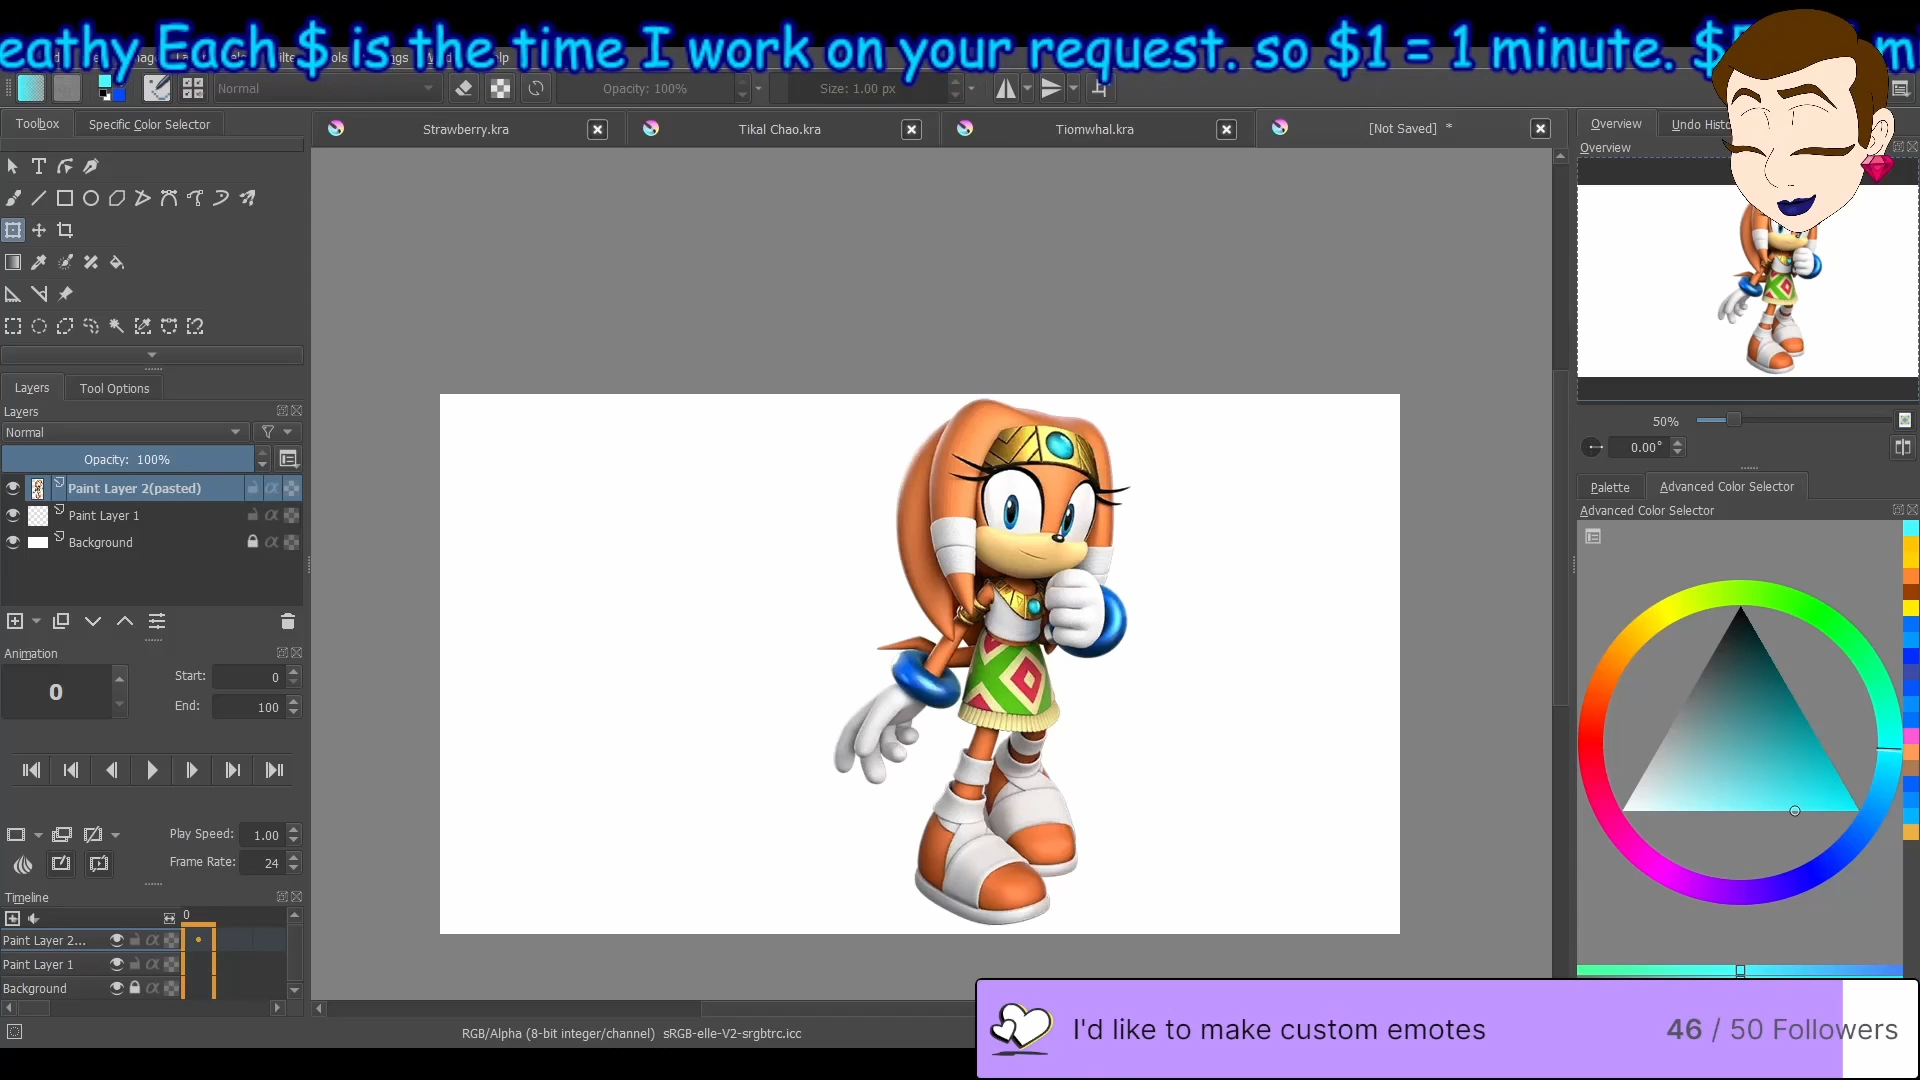 eathy Each $ is the time I work on your request. so $1 = 1 minute.
Normal
Opacity: 100%
Size: 1.00 px
Toolbox
Specific Color Selector
Strawberry.kra
Tikal Chao.kra
Tiomwhal.kra
[Not Saved] *
Overview
Undo Histo
Overview
Layers
Tool Options
Layers
Normal
Opacity: 100%
Paint Layer 2(pasted)
Paint Layer 1
Background
50%
0.00°
Palette
Advanced Color Selector
Advanced Color Selector
Animation
0
Start: 0
End: 100
Play Speed: 1.00
Frame Rate: 24
Timeline
0
Paint Layer 2...
Paint Layer 1
Background
RGB/Alpha (8-bit integer/channel) sRGB-elle-V2-srgbtrc.icc
I'd like to make custom emotes
46 / 50 Followers